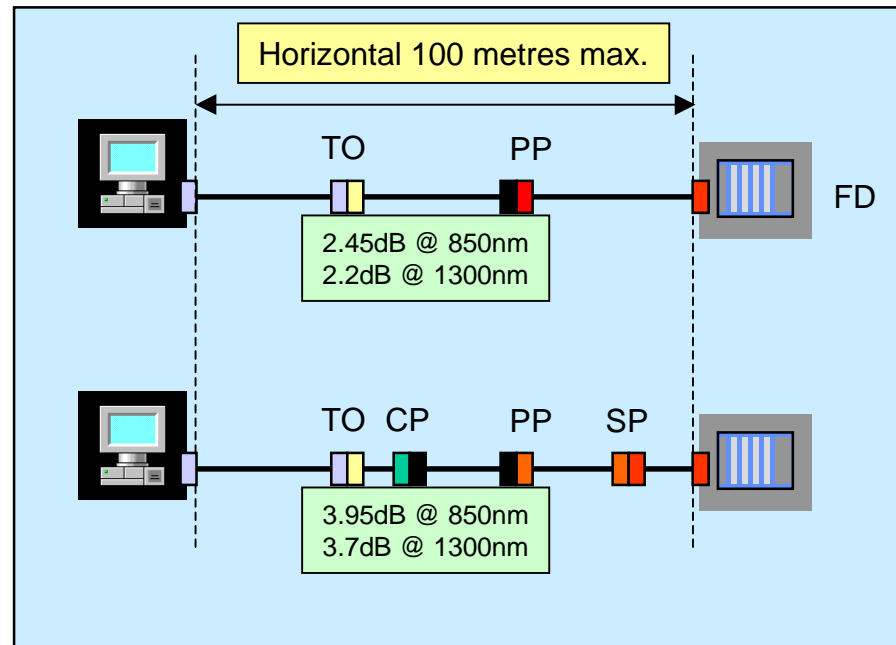 Horizontal 100 metres max.
TO PP
FD
2.45dB @ 850nm
2.2dB @ 1300nm
TO CP PP SP
3.95dB @ 850nm
3.7dB @ 1300nm